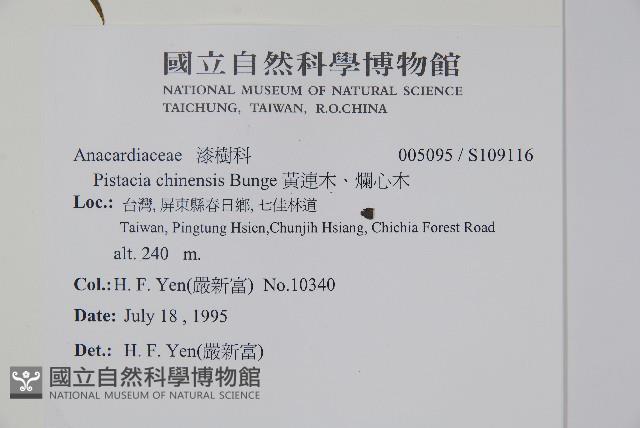 國立自然科學博物館
NATIONAL MUSEUM OF NATURAL SCIENCE
TAICHUNG, TAIWAN, R.O.CHINA
Anacardiaceae 漆樹科 005095 / S109116
Pistacia chinensis Bunge 黃連木、爛心木
Loc.: 台灣, 屏東縣春日鄉, 七佳林道
Taiwan, Pingtung Hsien,Chunjih Hsiang, Chichia Forest Road
alt. 240 m.
Col.: H. F. Yen(嚴新富) No.10340
Date: July 18 , 1995
Det.: H. F. Yen(嚴新富)
國立自然科學博物館
NATIONAL MUSEUM OF NATURAL SCIENCE